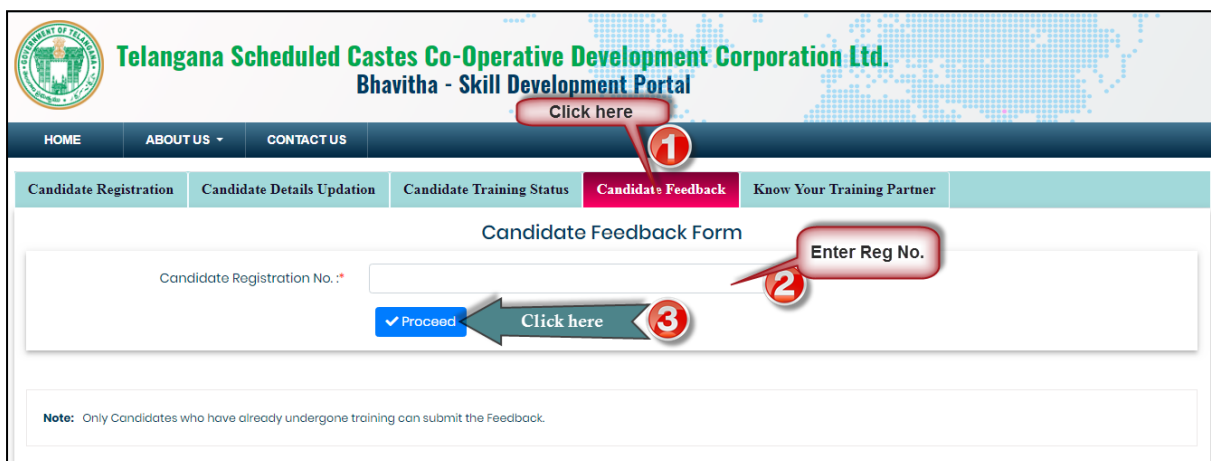 Telangana Scheduled Castes Co-Operative Development Corporation Ltd.
Bhavitha - Skill Development Portal
Click here
1
HOME ABOUT US CONTACT US
Candidate Registration Candidate Details Updation Candidate Training Status Candidate Feedback Know Your Training Partner
Candidate Feedback Form
Enter Reg No.
Candidate Registration No. :*
2
Proceed Click here 3
Note: Only Candidates who have already undergone training can submit the Feedback.